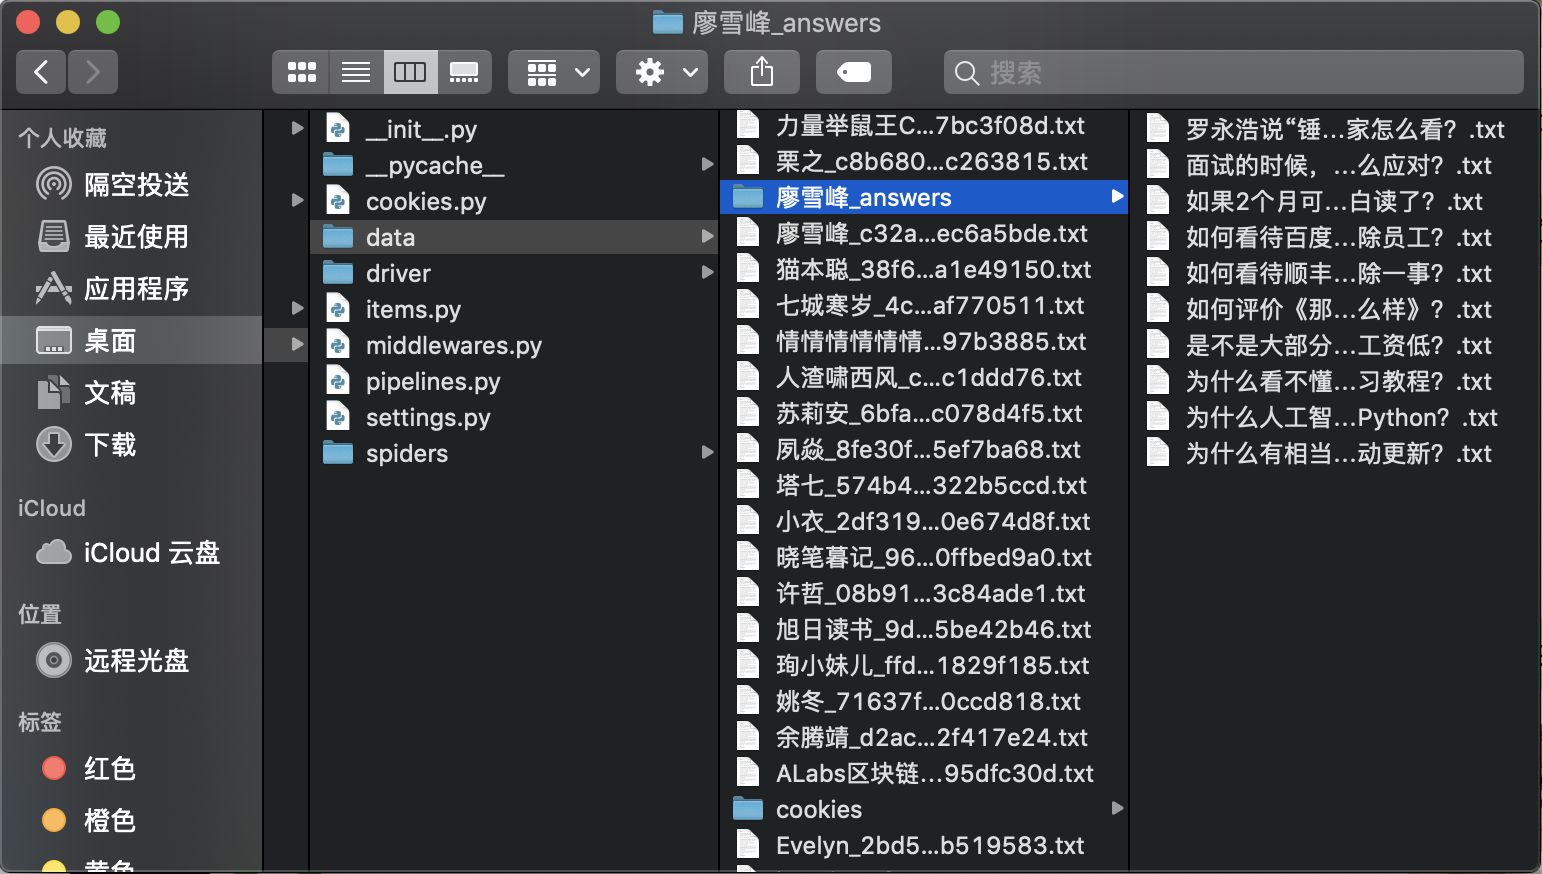 廖雪峰_answers
搜索
个人收藏
隔空投送
最近使用
应用程序
桌面
文稿
下载
iCloud
iCloud 云盘
位置
远程光盘
标签
红色
橙色
黄色
__init__.py
__pycache__
cookies.py
data
driver
items.py
middlewares.py
pipelines.py
settings.py
spiders
力量举鼠王C...7bc3f08d.txt
栗之_c8b680...c263815.txt
廖雪峰_answers
廖雪峰_c32a...ec6a5bde.txt
猫本聪_38f6...a1e49150.txt
七城寒岁_4c...af770511.txt
情情情情情情...97b3885.txt
人渣啸西风_c...c1ddd76.txt
苏莉安_6bfa...c078d4f5.txt
夙焱_8fe30f...5ef7ba68.txt
塔七_574b4...322b5ccd.txt
小衣_2df319...0e674d8f.txt
晓笔暮记_96...0ffbed9a0.txt
许哲_08b91...3c84ade1.txt
旭日读书_9d...5be42b46.txt
珣小妹儿_ffd...1829f185.txt
姚冬_71637f...0ccd818.txt
余腾靖_d2ac...2f417e24.txt
ALabs区块链...95dfc30d.txt
cookies
Evelyn_2bd5...b519583.txt
罗永浩说“锤...家怎么看？.txt
面试的时候，...么应对？.txt
如果2个月可...白读了？.txt
如何看待百度...除员工？.txt
如何看待顺丰...除一事？.txt
如何评价《那...么样》？.txt
是不是大部分...工资低？.txt
为什么看不懂...习教程？.txt
为什么人工智...Python？.txt
为什么有相当...动更新？.txt